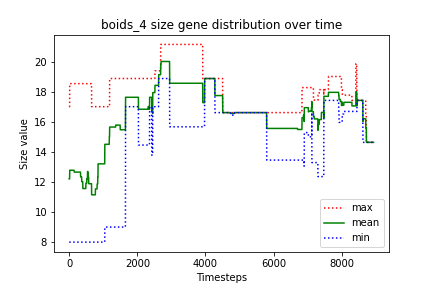 boids_4 size gene distribution over time
Size value
20
18
16
14
12
10
8
0
2000
4000
6000
8000
Timesteps
max
mean
min